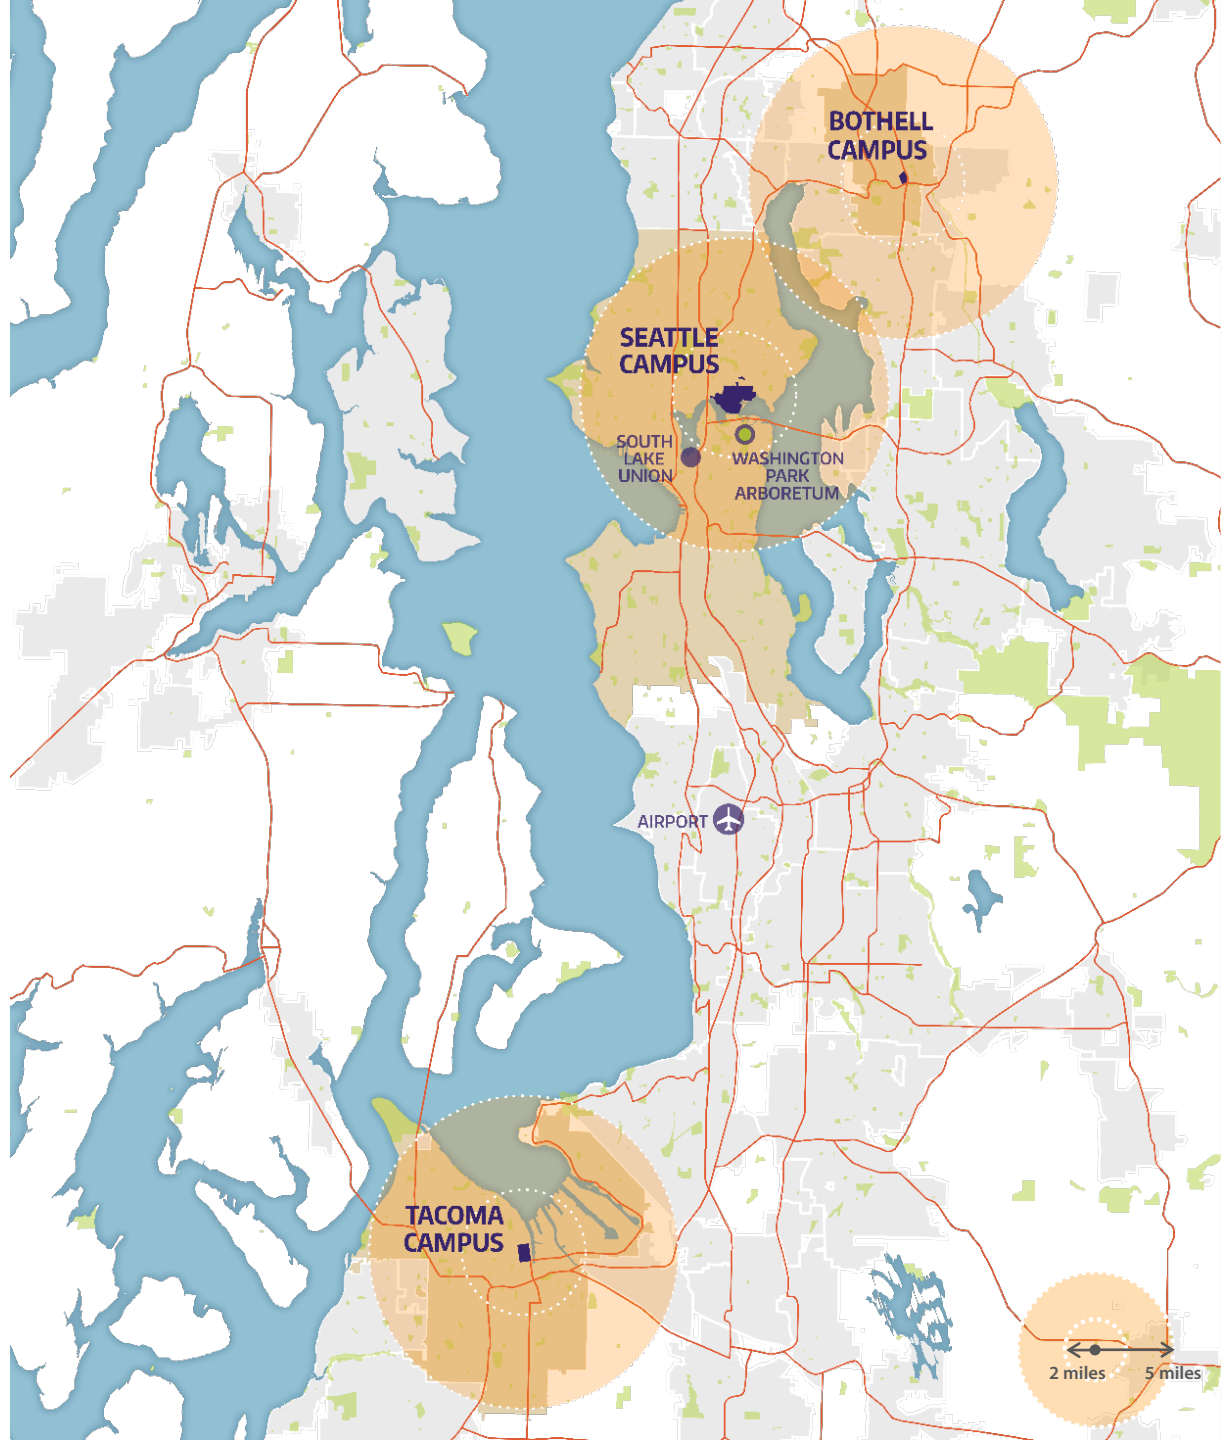 BOTHELL
CAMPUS
SEATTLE
CAMPUS
SOUTH
LAKE
UNION
WASHINGTON
PARK
ARBORETUM
AIRPORT
TACOMA
CAMPUS
2 miles
5 miles